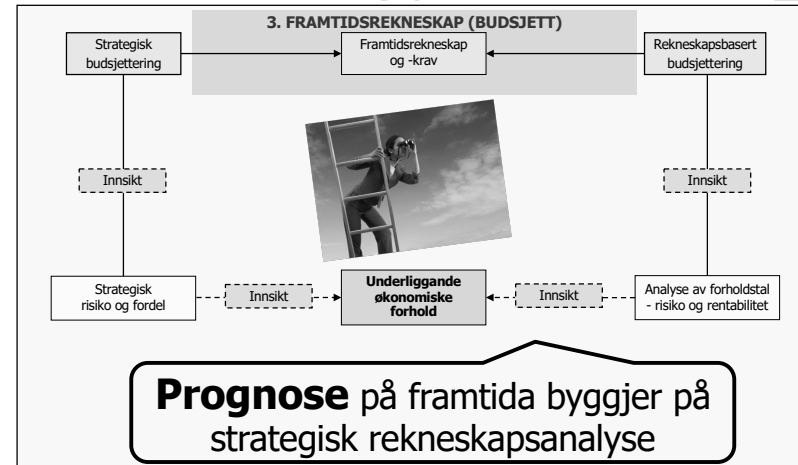 3. FRAMTIDSREKNESKAP (BUDSJETT)
Strategisk
budsjettering
Framtidsrekneskap
og -krav
Rekneskapsbasert
budsjettering
Innsikt
Innsikt
Strategisk
risiko og fordel
Innsikt
Underliggande
økonomiske
forhold
Innsikt
Analyse av forholdstal
- risiko og rentabilitet
Prognose på framtida byggjer på
strategisk rekneskapsanalyse